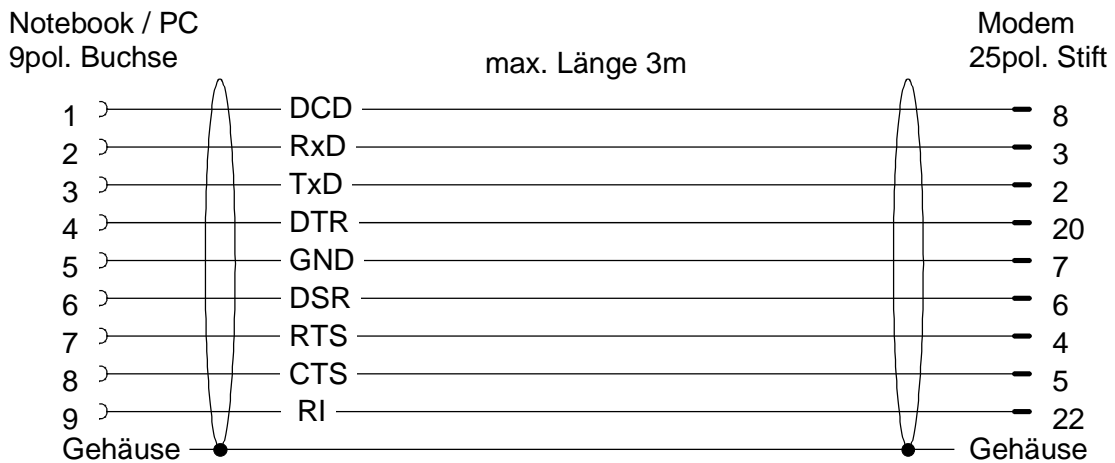 Notebook / PC
9pol. Buchse
max. Länge 3m
Modem
25pol. Stift
1 DCD 8
2 RxD 3
3 TxD 2
4 DTR 20
5 GND 7
6 DSR 6
7 RTS 4
8 CTS 5
9 RI 22
Gehäuse Gehäuse